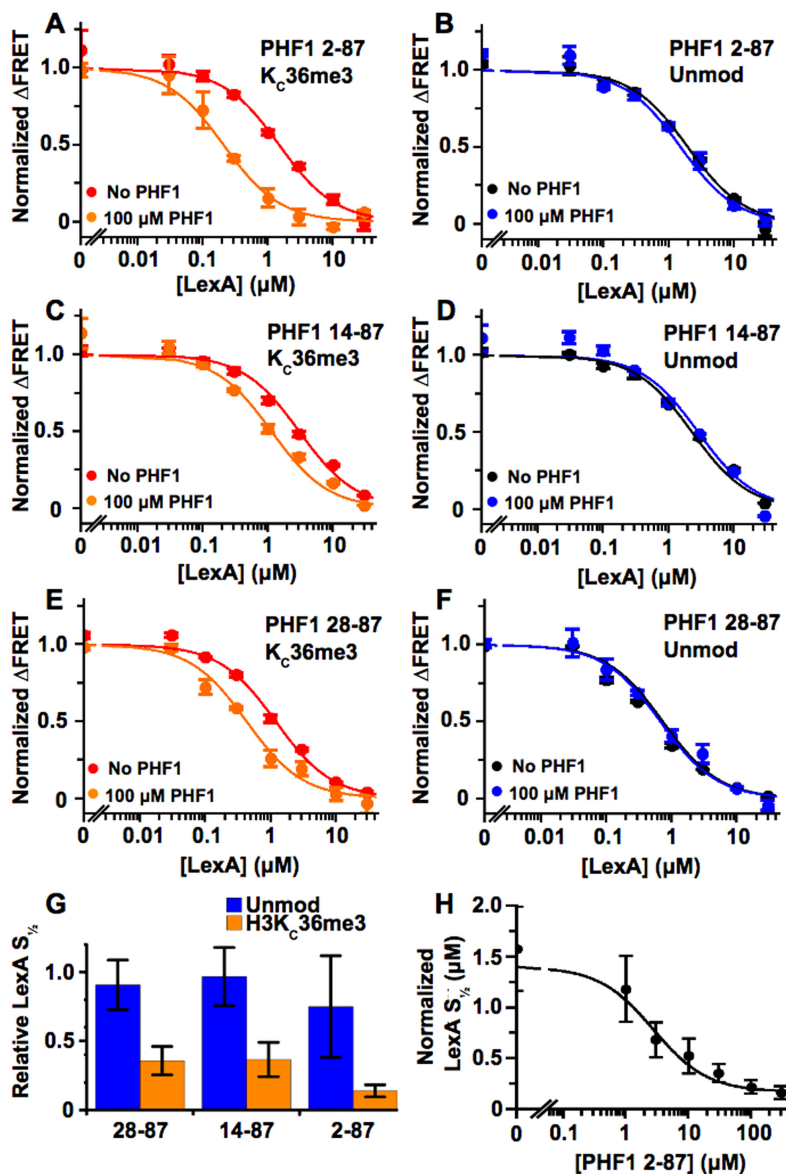 A
PHF1 2-87
K_C36me3
Normalized ΔFRET
1.0
0.5
0
No PHF1
100 µM PHF1
0 0.01 0.1 1 10
[LexA] (µM)
B
PHF1 2-87
Unmod
Normalized ΔFRET
1.0
0.5
0
No PHF1
100 µM PHF1
0 0.01 0.1 1 10
[LexA] (µM)
C
PHF1 14-87
K_C36me3
Normalized ΔFRET
1.0
0.5
0
No PHF1
100 µM PHF1
0 0.01 0.1 1 10
[LexA] (µM)
D
PHF1 14-87
Unmod
Normalized ΔFRET
1.0
0.5
0
No PHF1
100 µM PHF1
0 0.01 0.1 1 10
[LexA] (µM)
E
PHF1 28-87
K_C36me3
Normalized ΔFRET
1.0
0.5
0
No PHF1
100 µM PHF1
0 0.01 0.1 1 10
[LexA] (µM)
F
PHF1 28-87
Unmod
Normalized ΔFRET
1.0
0.5
0
No PHF1
100 µM PHF1
0 0.01 0.1 1 10
[LexA] (µM)
G
Unmod
H3K_C36me3
Relative LexA S_½
1.0
0.5
0
28-87 14-87 2-87
H
Normalized
LexA S_½ (µM)
2.0
1.5
1.0
0.5
0
0 0.1 1 10 100
[PHF1 2-87] (µM)